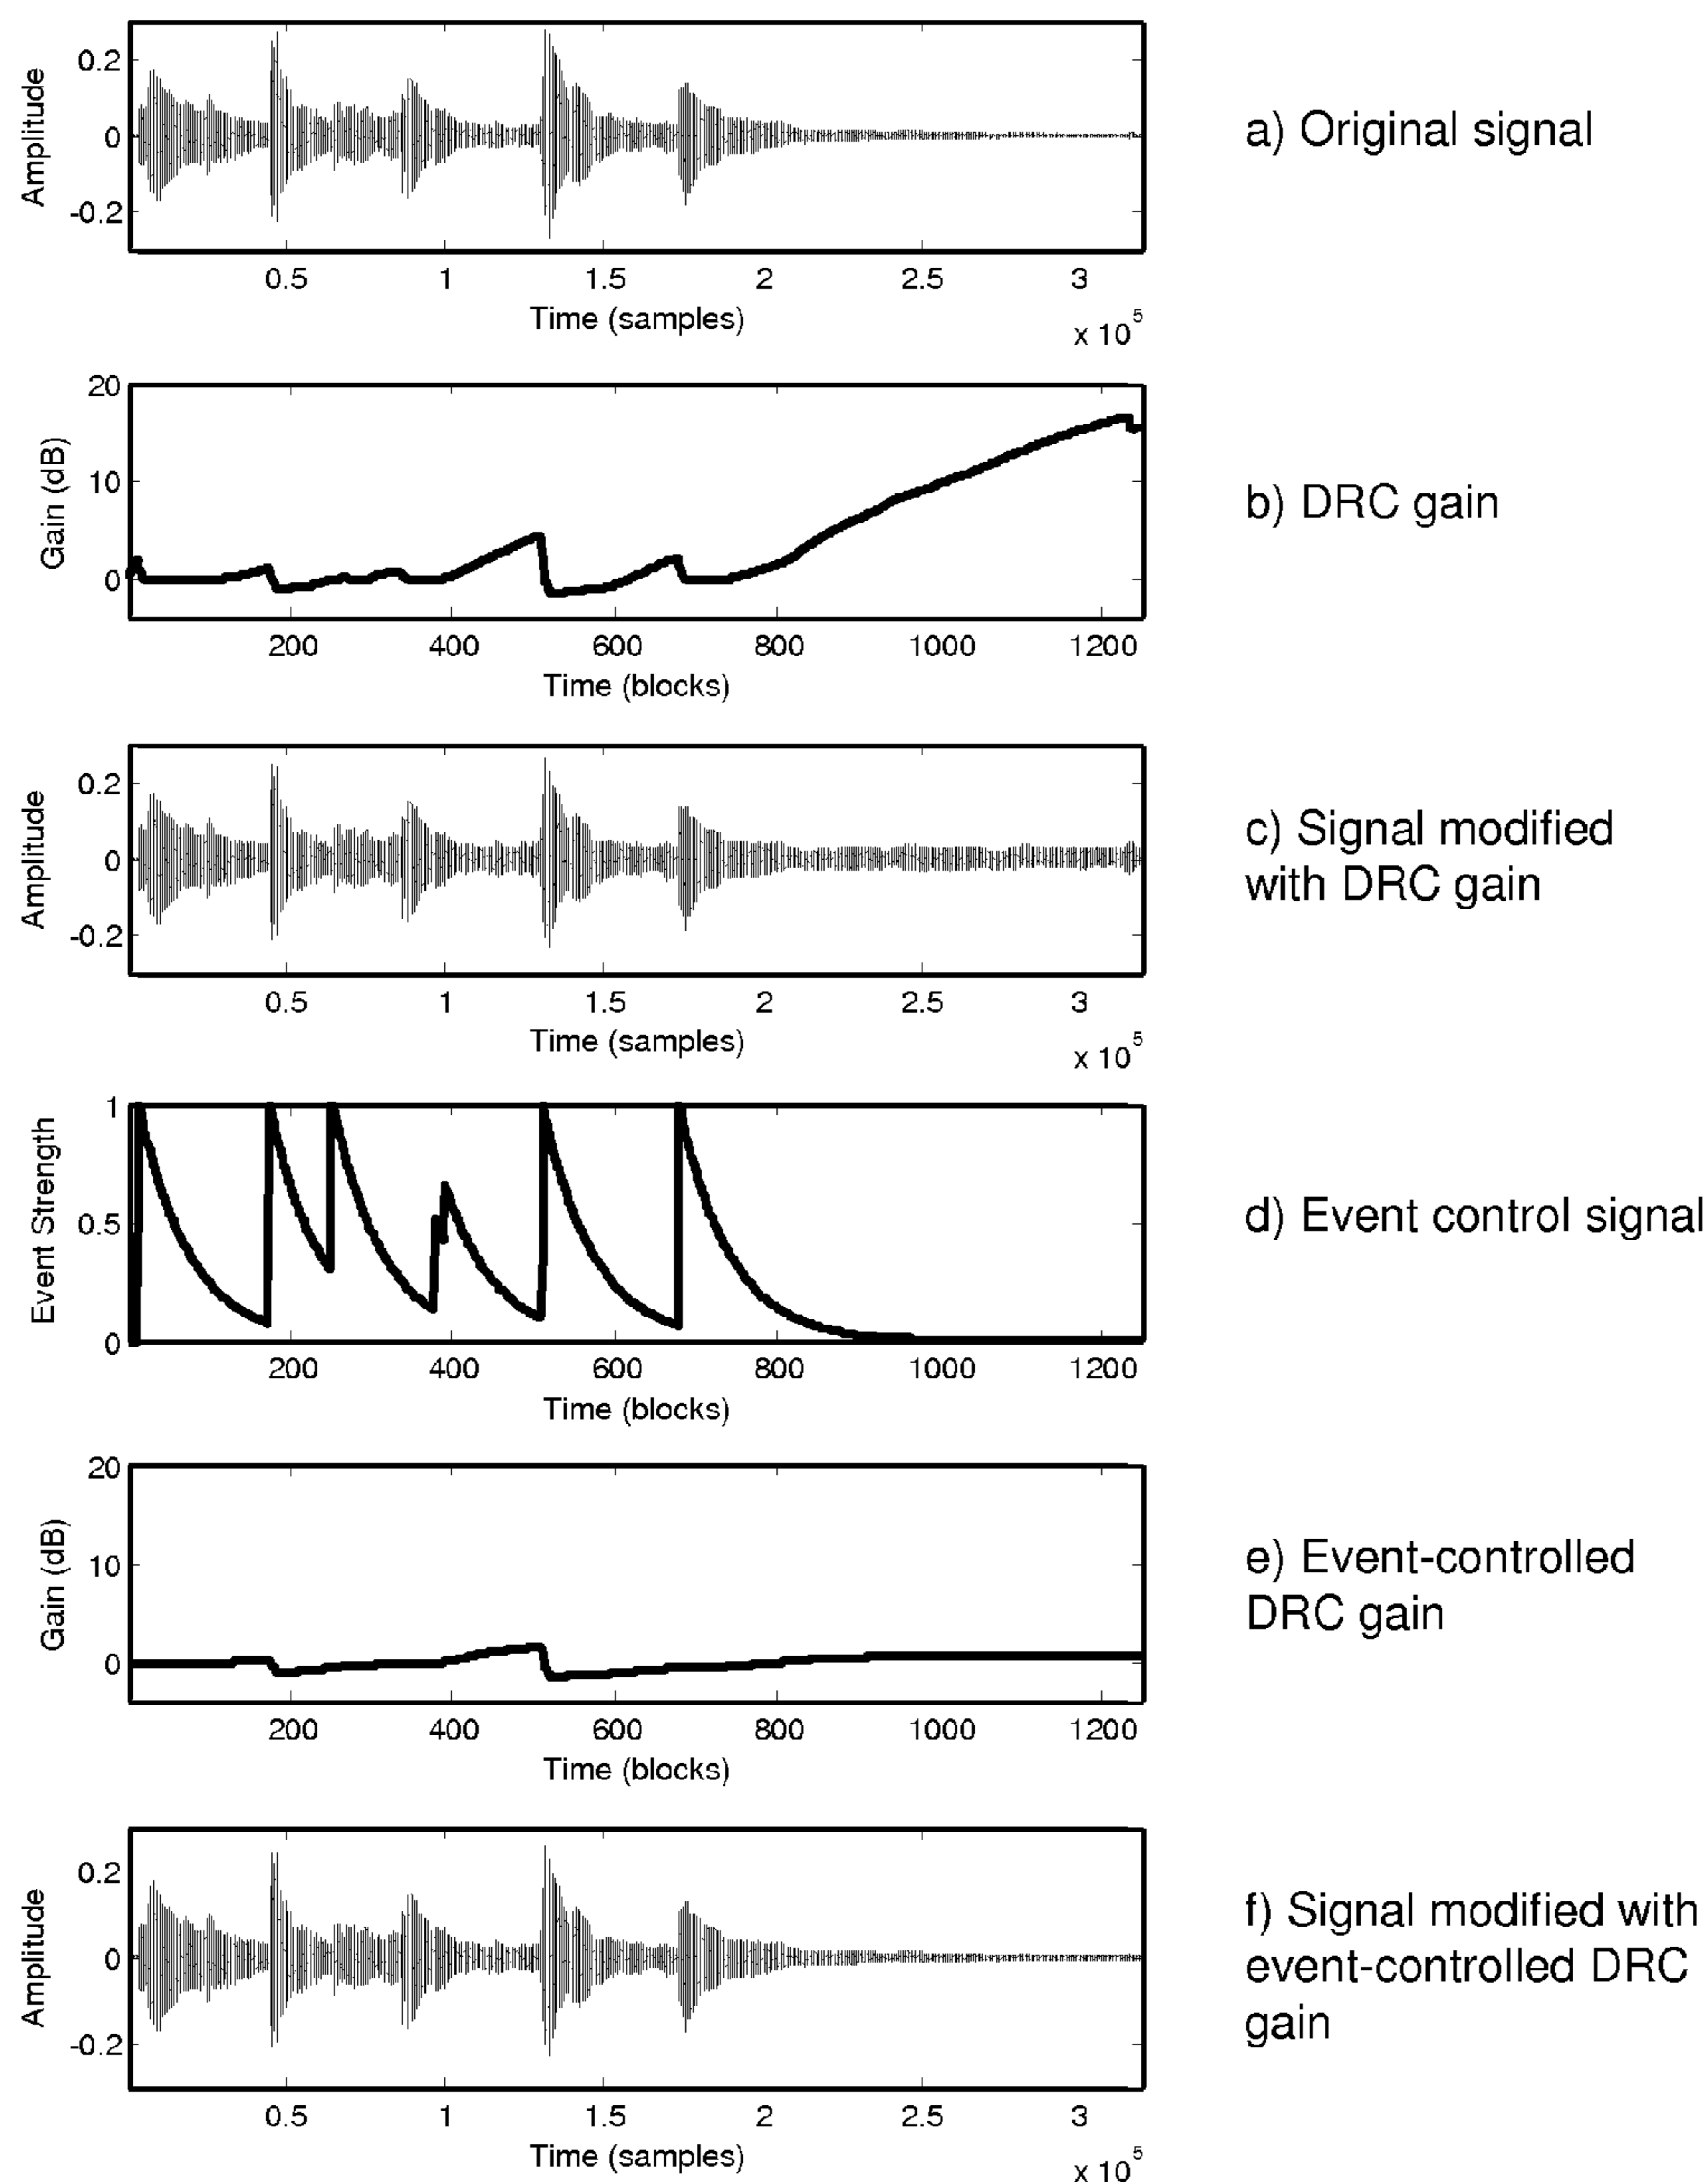 0.2
0
-0.2
Amplitude
0.5 1 1.5 2 2.5 3
Time (samples)
x 10^5
a) Original signal
20
10
0
Gain (dB)
200 400 600 800 1000 1200
Time (blocks)
b) DRC gain
0.2
0
-0.2
Amplitude
0.5 1 1.5 2 2.5 3
Time (samples)
x 10^5
c) Signal modified
with DRC gain
1
0.5
0
Event Strength
200 400 600 800 1000 1200
Time (blocks)
d) Event control signal
20
10
0
Gain (dB)
200 400 600 800 1000 1200
Time (blocks)
e) Event-controlled
DRC gain
0.2
0
-0.2
Amplitude
0.5 1 1.5 2 2.5 3
Time (samples)
x 10^5
f) Signal modified with
event-controlled DRC
gain